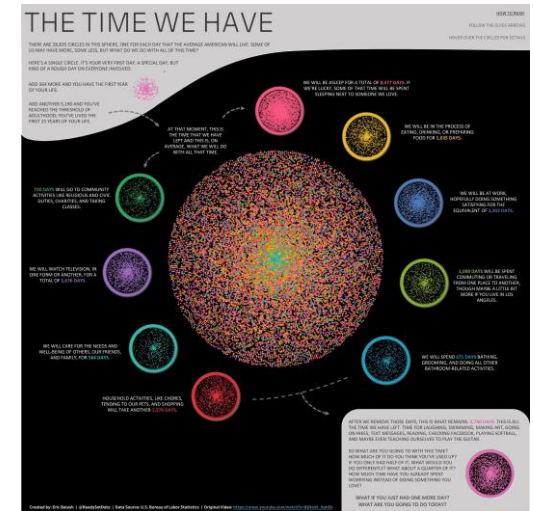 THE TIME WE HAVE
HOW TO READ:
FOLLOW THE GUIDE ARROWS
HOVER OVER THE CIRCLES FOR DETAILS
THERE ARE CIRCLES IN THIS SPHERE, ONE FOR EACH DAY THAT THE AVERAGE AMERICAN WILL LIVE. SOME OF
US MAY HAVE MORE, SOME LESS. BUT WHAT DO WE DO WITH ALL OF THIS TIME?
HERE'S A SINGLE CIRCLE. IT'S YOUR VERY FIRST DAY. A SPECIAL DAY, BUT
KIND OF A ROUGH DAY ON EVERYONE INVOLVED.
ADD 364 MORE AND YOU HAVE THE FIRST YEAR
OF YOUR LIFE.
ADD ANOTHER AND YOU'VE
REACHED THE THRESHOLD OF
ADULTHOOD. YOU'VE LIVED THE
FIRST 15 YEARS OF YOUR LIFE
AT THAT MOMENT, THIS IS
THE TIME THAT WE HAVE
LEFT AND THIS IS, ON
AVERAGE, WHAT WE WILL DO
WITH ALL THAT TIME.
WE WILL BE ASLEEP FOR A TOTAL OF 8,477 DAYS. IF
WE'RE LUCKY, SOME OF THAT TIME WILL BE SPENT
SLEEPING NEXT TO SOMEONE WE LOVE.
WE WILL BE IN THE PROCESS OF
EATING, DRINKING, OR PREPARING
FOOD FOR 1,635 DAYS.
WE WILL BE AT WORK,
HOPEFULLY DOING SOMETHING
SATISFYING FOR THE
EQUIVALENT OF 3,202 DAYS.
1,099 DAYS WILL BE SPENT
COMMUTING OR TRAVELING
FROM ONE PLACE TO ANOTHER,
THOUGH MAYBE A LITTLE BIT
MORE IF YOU LIVE IN LOS
ANGELES.
WE WILL SPEND 671 DAYS BATHING,
GROOMING, AND DOING ALL OTHER
BATHROOM-RELATED ACTIVITIES.
720 DAYS WILL GO TO COMMUNITY
ACTIVITIES LIKE RELIGIOUS AND CIVIC
DUTIES, CHARITIES, AND TAKING
CLASSES.
WE WILL WATCH TELEVISION, IN
ONE FORM OR ANOTHER, FOR A
TOTAL OF 2,676 DAYS.
WE WILL CARE FOR THE NEEDS AND
WELL-BEING OF OTHERS, OUR FRIENDS,
AND FAMILY, FOR 564 DAYS.
HOUSEHOLD ACTIVITIES, LIKE CHORES,
TENDING TO OUR PETS, AND SHOPPING
WILL TAKE ANOTHER 1,576 DAYS.
AFTER WE REMOVE THOSE DAYS, THIS IS WHAT REMAINS. 2,740 DAYS. THIS IS ALL
THE TIME WE HAVE LEFT. TIME FOR LAUGHING, SWIMMING, MAKING ART, GOING
ON HIKES, TEXT MESSAGES, READING, CHECKING FACEBOOK, PLAYING SOFTBALL,
AND MAYBE EVEN TEACHING OURSELVES TO PLAY THE GUITAR.
SO WHAT ARE YOU GOING TO DO WITH THIS TIME?
HOW MUCH OF IT DO YOU THINK YOU'VE USED UP?
IF YOU ONLY HAD HALF OF IT, WHAT WOULD YOU
DO DIFFERENTLY? WHAT ABOUT A QUARTER OF IT?
HOW MUCH TIME HAVE YOU ALREADY SPENT
WORRYING INSTEAD OF DOING SOMETHING YOU
LOVE?
WHAT IF YOU JUST HAD ONE MORE DAY?
WHAT ARE YOU GOING TO DO TODAY?
Created by: Eric Balash | @ReadySetData | Data Source: U.S. Bureau of Labor Statistics | Original Video: